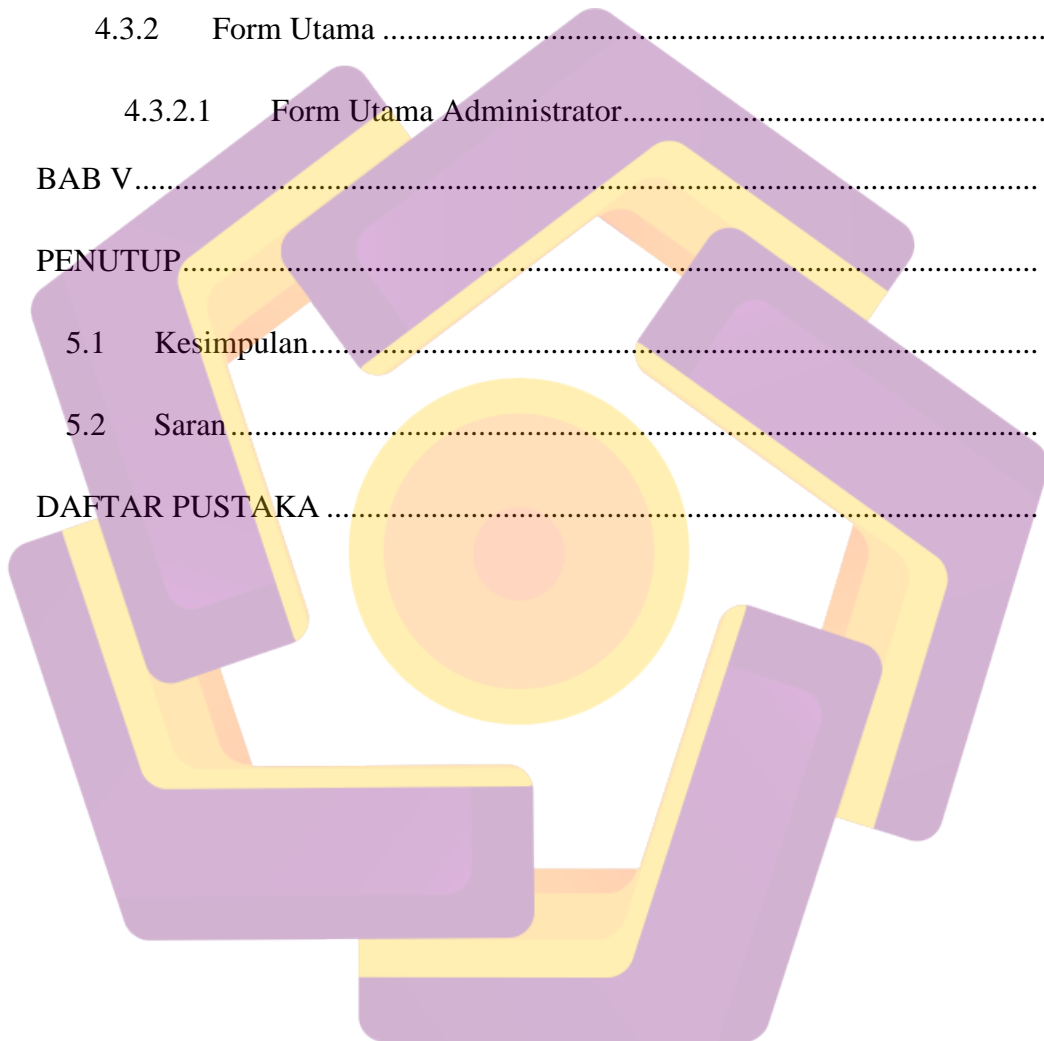 4.3.2 Form Utama ....................................................................................
4.3.2.1 Form Utama Administrator.....................................................
BAB V.................................................................................................................
PENUTUP...........................................................................................................
5.1 Kesimpulan...........................................................................................
5.2 Saran.....................................................................................................
DAFTAR PUSTAKA .........................................................................................